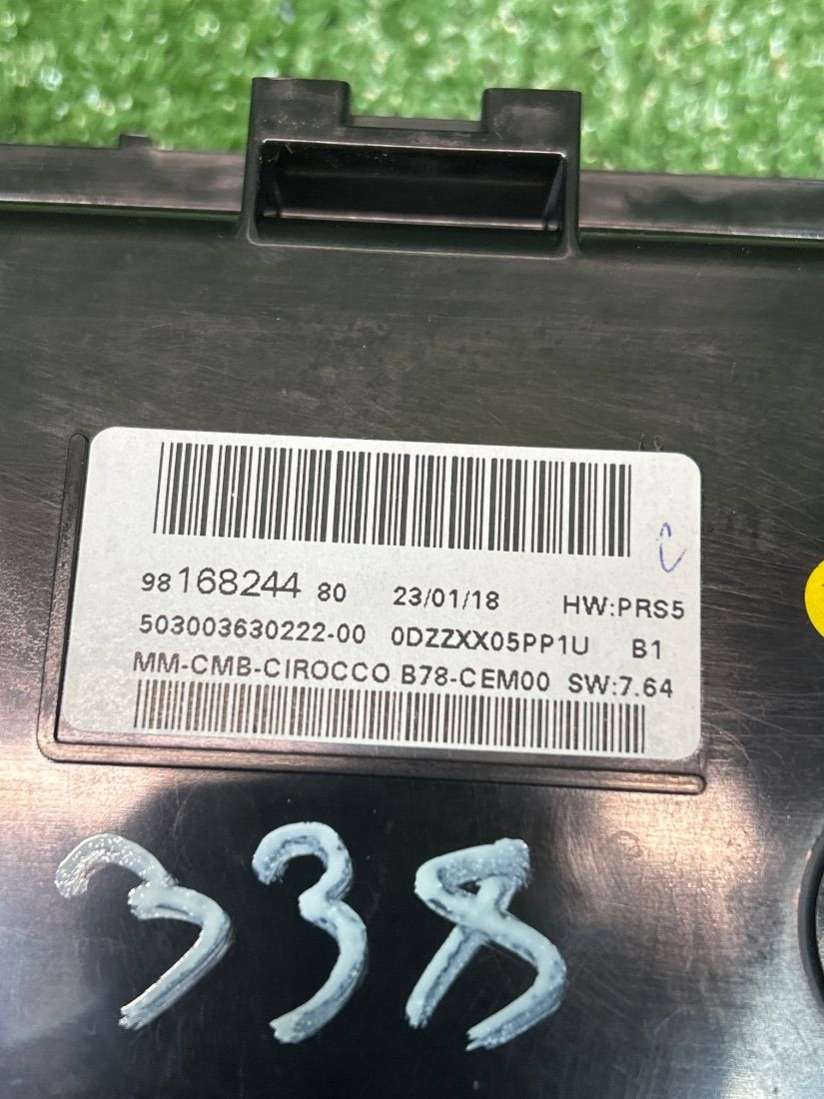 98 168244 80 23/01/18 HW:PRS5
503003630222-00 0DZZXX05PP1U B1
MM-CMB-CIROCCO B78-CEM00 SW:7.64
338